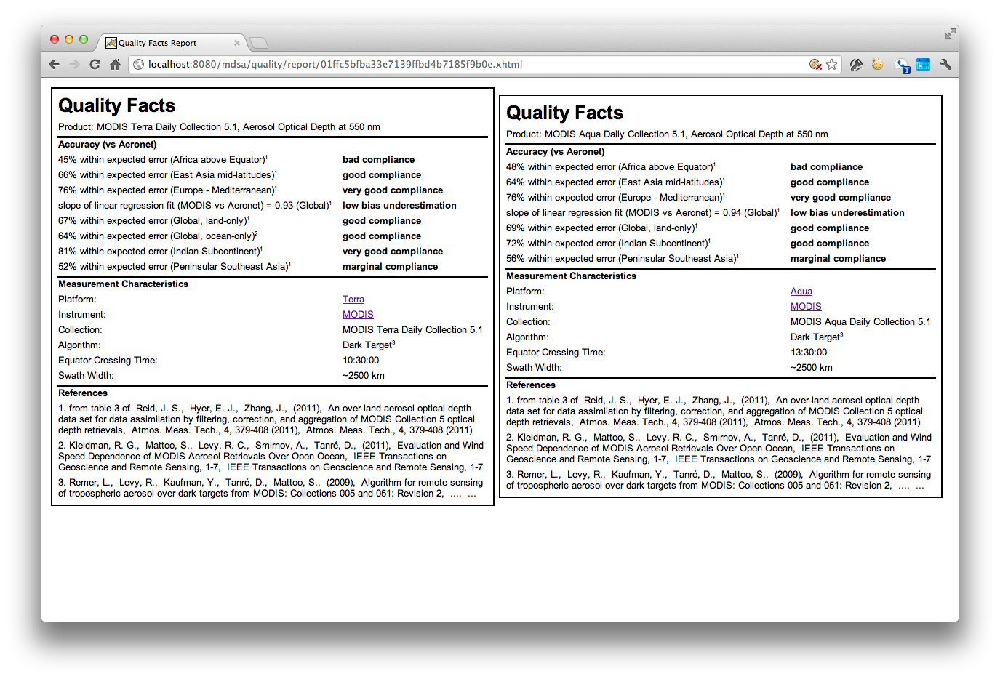 Quality Facts Report
localhost:8080/mdsa/quality/report/01ffc5bfba33e7139ffbd4b7185f9b0e.xhtml
1
Quality Facts
Product: MODIS Terra Daily Collection 5.1, Aerosol Optical Depth at 550 nm
Accuracy (vs Aeronet)
45% within expected error (Africa above Equator)¹ bad compliance
66% within expected error (East Asia mid-latitudes)¹ good compliance
76% within expected error (Europe - Mediterranean)¹ very good compliance
slope of linear regression fit (MODIS vs Aeronet) = 0.93 (Global)¹ low bias underestimation
67% within expected error (Global, land-only)¹ good compliance
64% within expected error (Global, ocean-only)² good compliance
81% within expected error (Indian Subcontinent)¹ very good compliance
52% within expected error (Peninsular Southeast Asia)¹ marginal compliance
Measurement Characteristics
Platform: Terra
Instrument: MODIS
Collection: MODIS Terra Daily Collection 5.1
Algorithm: Dark Target³
Equator Crossing Time: 10:30:00
Swath Width: ~2500 km
References
1. from table 3 of Reid, J. S., Hyer, E. J., Zhang, J., (2011), An over-land aerosol optical depth
data set for data assimilation by filtering, correction, and aggregation of MODIS Collection 5 optical
depth retrievals, Atmos. Meas. Tech., 4, 379-408 (2011), Atmos. Meas. Tech., 4, 379-408 (2011)
2. Kleidman, R. G., Mattoo, S., Levy, R. C., Smirnov, A., Tanré, D., (2011), Evaluation and Wind
Speed Dependence of MODIS Aerosol Retrievals Over Open Ocean, IEEE Transactions on
Geoscience and Remote Sensing, 1-7, IEEE Transactions on Geoscience and Remote Sensing, 1-7
3. Remer, L., Levy, R., Kaufman, Y., Tanré, D., Mattoo, S., (2009), Algorithm for remote sensing
of tropospheric aerosol over dark targets from MODIS: Collections 005 and 051: Revision 2, ..., ...
Quality Facts
Product: MODIS Aqua Daily Collection 5.1, Aerosol Optical Depth at 550 nm
Accuracy (vs Aeronet)
48% within expected error (Africa above Equator)¹ bad compliance
64% within expected error (East Asia mid-latitudes)¹ good compliance
76% within expected error (Europe - Mediterranean)¹ very good compliance
slope of linear regression fit (MODIS vs Aeronet) = 0.94 (Global)¹ low bias underestimation
69% within expected error (Global, land-only)¹ good compliance
72% within expected error (Indian Subcontinent)¹ good compliance
56% within expected error (Peninsular Southeast Asia)¹ marginal compliance
Measurement Characteristics
Platform: Aqua
Instrument: MODIS
Collection: MODIS Aqua Daily Collection 5.1
Algorithm: Dark Target³
Equator Crossing Time: 13:30:00
Swath Width: ~2500 km
References
1. from table 3 of Reid, J. S., Hyer, E. J., Zhang, J., (2011), An over-land aerosol optical depth
data set for data assimilation by filtering, correction, and aggregation of MODIS Collection 5 optical
depth retrievals, Atmos. Meas. Tech., 4, 379-408 (2011), Atmos. Meas. Tech., 4, 379-408 (2011)
2. Kleidman, R. G., Mattoo, S., Levy, R. C., Smirnov, A., Tanré, D., (2011), Evaluation and Wind
Speed Dependence of MODIS Aerosol Retrievals Over Open Ocean, IEEE Transactions on
Geoscience and Remote Sensing, 1-7, IEEE Transactions on Geoscience and Remote Sensing, 1-7
3. Remer, L., Levy, R., Kaufman, Y., Tanré, D., Mattoo, S., (2009), Algorithm for remote sensing
of tropospheric aerosol over dark targets from MODIS: Collections 005 and 051: Revision 2, ..., ...